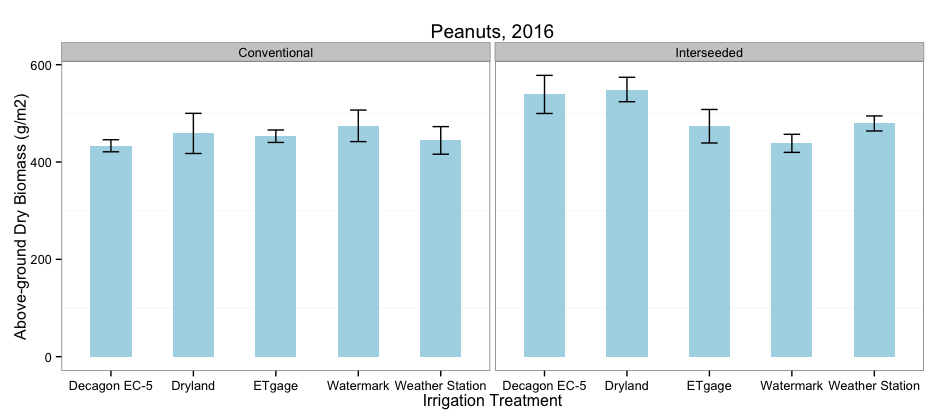 Peanuts, 2016
Conventional Interseeded
Above-ground Dry Biomass (g/m2)
600
400
200
0
Decagon EC-5 Dryland ETgage Watermark Weather Station Decagon EC-5 Dryland ETgage Watermark Weather Station
Irrigation Treatment